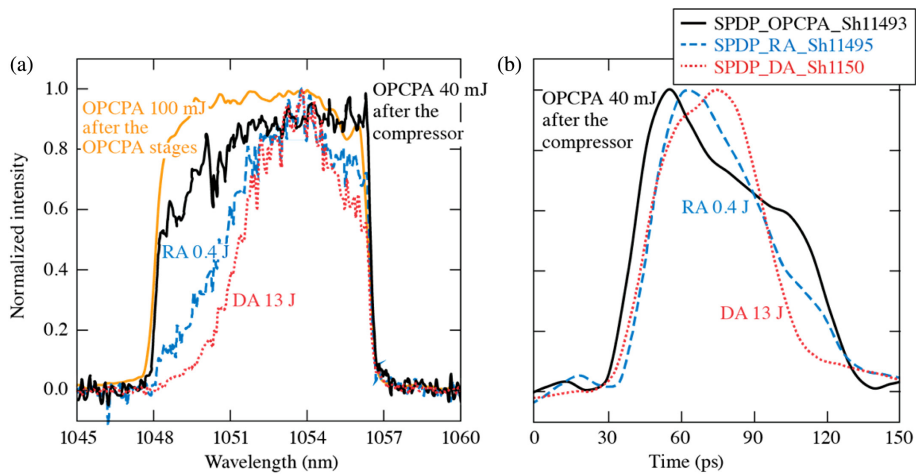 SPDP_OPCPA_Sh11493
SPDP_RA_Sh11495
SPDP_DA_Sh1150
(a)
(b)
1.0
0.8
0.6
0.4
0.2
0.0
Normalized intensity
OPCPA 100 mJ
after the
OPCPA stages
OPCPA 40 mJ
after the
compressor
RA 0.4 J
DA 13 J
1045
1048
1051
1054
1057
1060
Wavelength (nm)
OPCPA 40 mJ
after the
compressor
RA 0.4 J
DA 13 J
0
30
60
90
120
150
Time (ps)